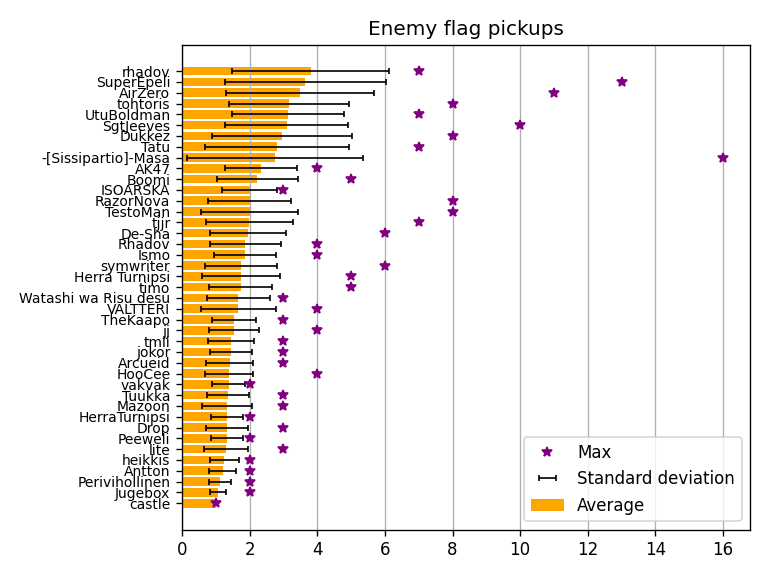 Enemy flag pickups
rhadov
SuperEpeli
AirZero
tohtoris
UtuBoldman
SgtJeeves
Dukkez
Tatu
-[Sissipartio]-Masa
AK47
Boomi
ISOARSKA
RazorNova
TestoMan
tjjr
De-Sha
Rhadov
Ismo
symwriter
Herra Turnipsi
timo
Watashi wa Risu desu
VALTTERI
TheKaapo
jj
tmII
jokor
Arcueid
HooCee
vakvak
Tuukka
Mazoon
HerraTurnipsi
Drop
Peeweli
lite
heikkis
Antton
Perivihollinen
jugebox
castle
Max
Standard deviation
Average
0 2 4 6 8 10 12 14 16